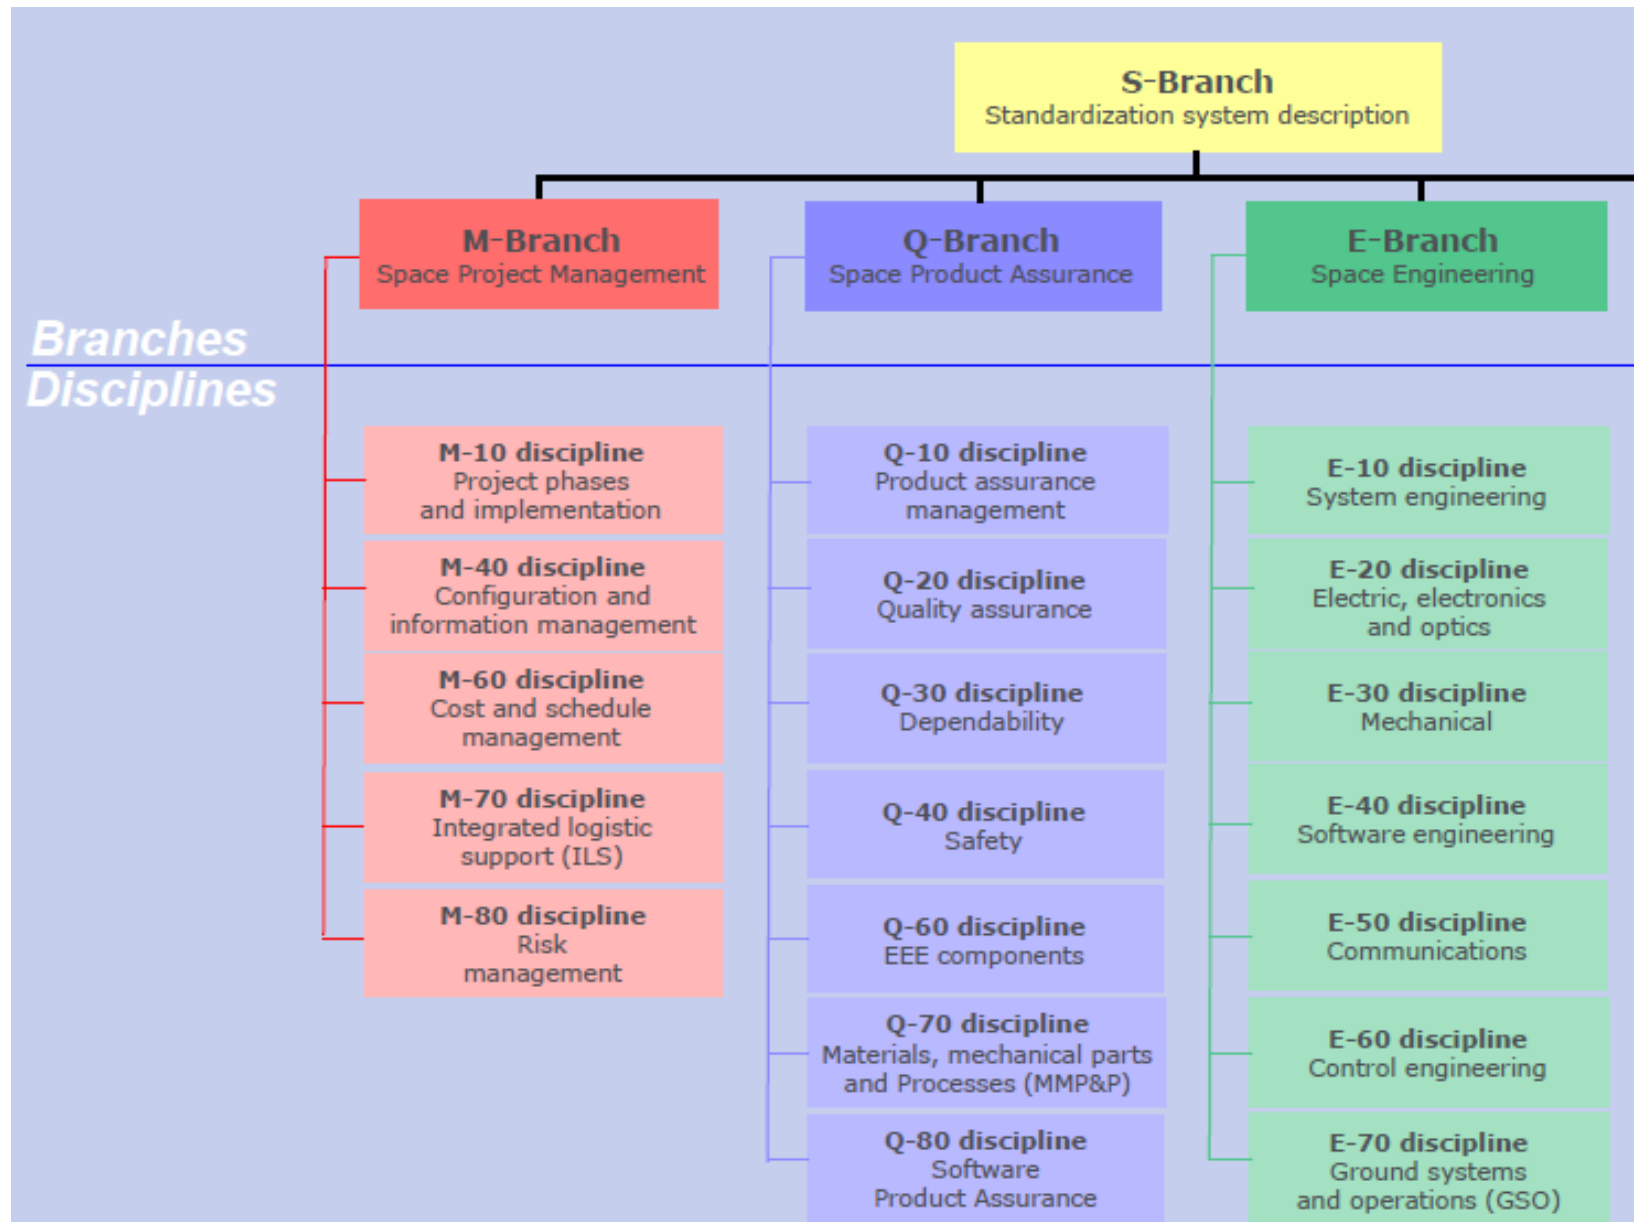 S-Branch
Standardization system description
M-Branch
Space Project Management
Q-Branch
Space Product Assurance
E-Branch
Space Engineering
Branches
Disciplines
M-10 discipline
Project phases
and implementation
M-40 discipline
Configuration and
information management
M-60 discipline
Cost and schedule
management
M-70 discipline
Integrated logistic
support (ILS)
M-80 discipline
Risk
management
Q-10 discipline
Product assurance
management
Q-20 discipline
Quality assurance
Q-30 discipline
Dependability
Q-40 discipline
Safety
Q-60 discipline
EEE components
Q-70 discipline
Materials, mechanical parts
and Processes (MMP&P)
Q-80 discipline
Software
Product Assurance
E-10 discipline
System engineering
E-20 discipline
Electric, electronics
and optics
E-30 discipline
Mechanical
E-40 discipline
Software engineering
E-50 discipline
Communications
E-60 discipline
Control engineering
E-70 discipline
Ground systems
and operations (GSO)